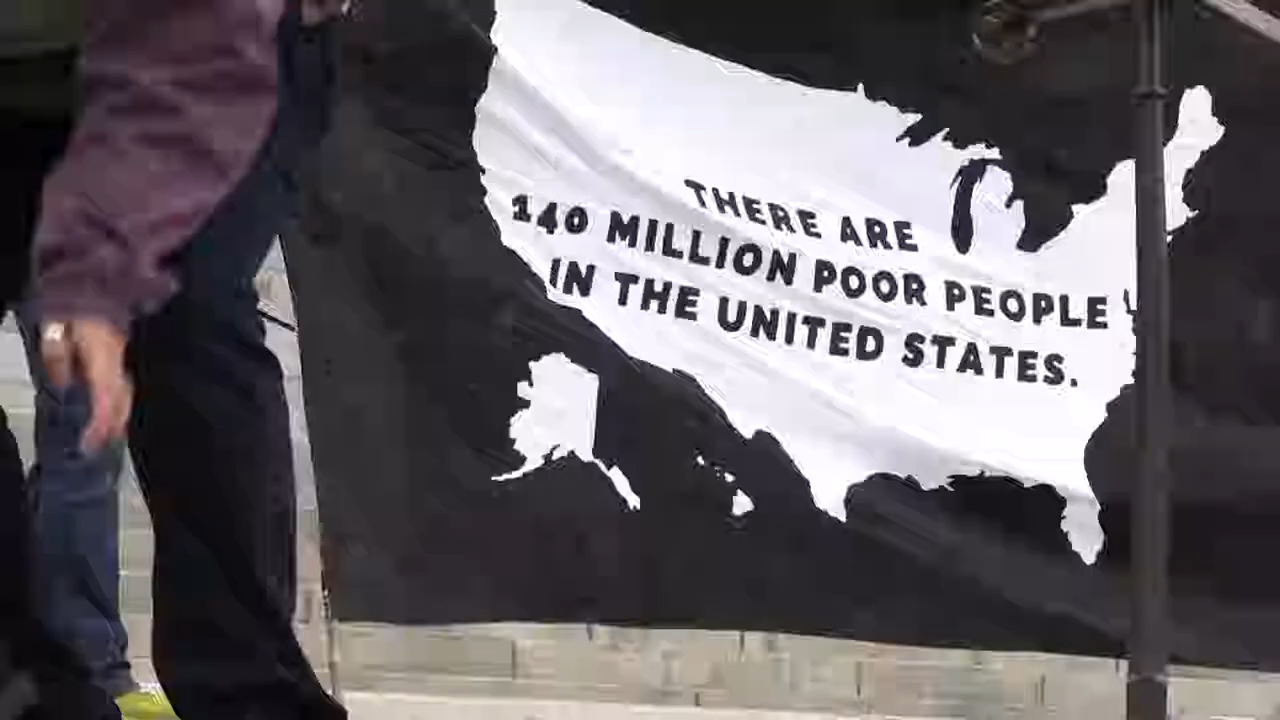 THERE ARE
140 MILLION POOR PEOPLE
IN THE UNITED STATES.